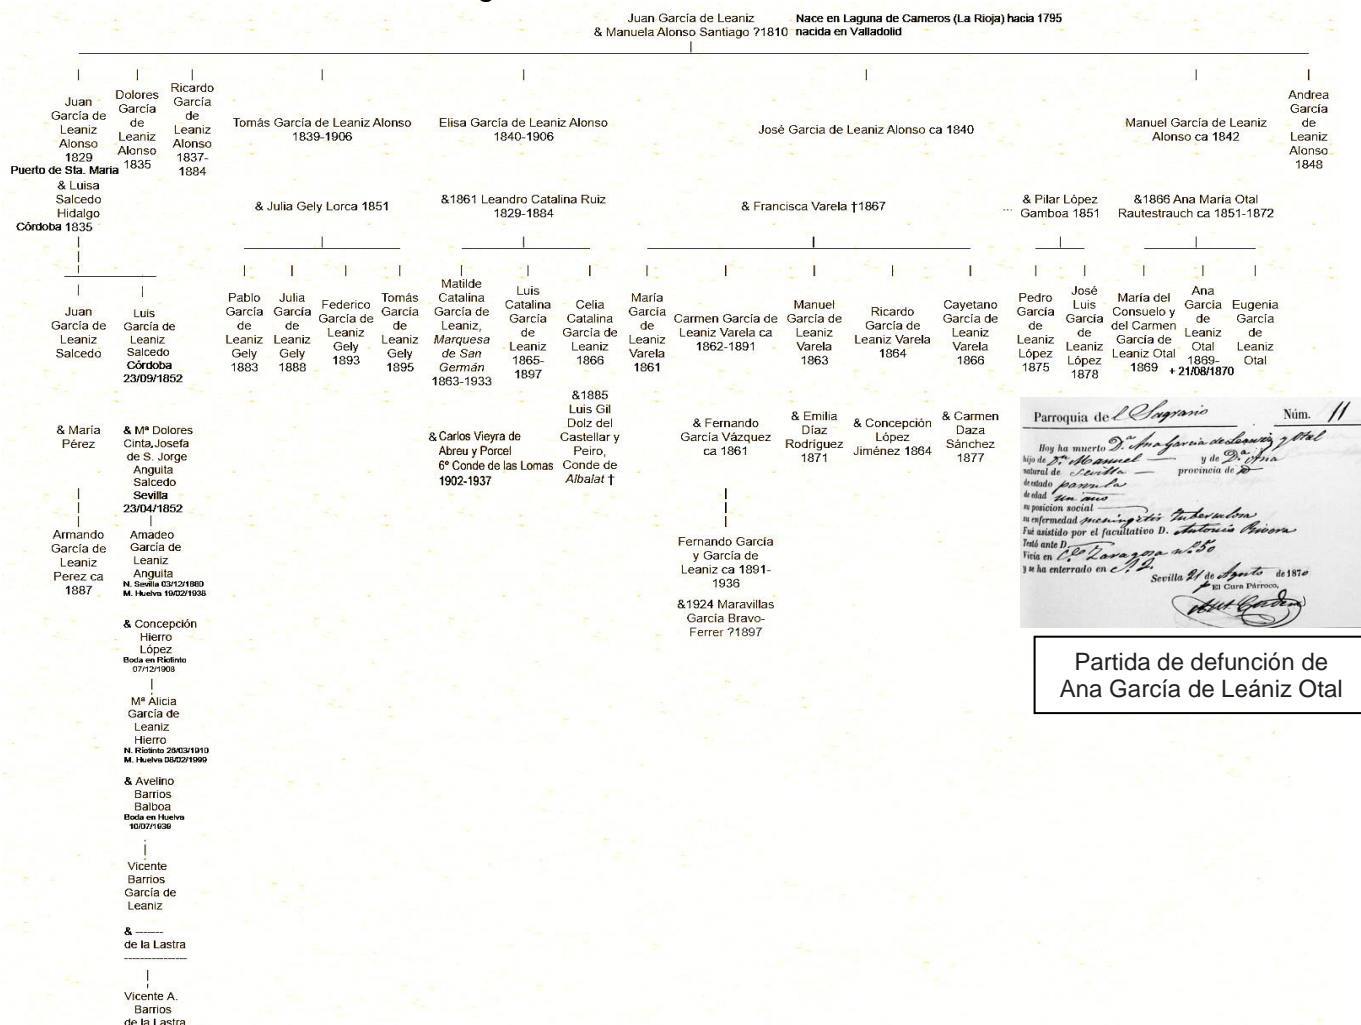 Juan García de Leaniz
& Manuela Alonso Santiago ?1810
Nace en Laguna de Cameros (La Rioja) hacia 1795
nacida en Valladolid
Juan
García de
Leaniz
Alonso
1829
Puerto de Sta. Maria
& Luisa
Salcedo
Hidalgo
Córdoba 1835
Dolores
García
de
Leaniz
Alonso
1835
Ricardo
García
de
Leaniz
Alonso
1837-
1884
Tomás García de Leaniz Alonso
1839-1906
& Julia Gely Lorca 1851
Elisa García de Leaniz Alonso
1840-1906
&1861 Leandro Catalina Ruiz
1829-1884
José Garcia de Leaniz Alonso ca 1840
& Francisca Varela †1867
Manuel García de Leaniz
Alonso ca 1842
... & Pilar López
Gamboa 1851
&1866 Ana María Otal
Rautestrauch ca 1851-1872
Andrea
García
de
Leaniz
Alonso
1848
Juan
García de
Leaniz
Salcedo
Luis
García de
Leaniz
Salcedo
Córdoba
23/09/1852
Pablo
García
de
Leaniz
Gely
1883
Julia
García
de
Leaniz
Gely
1888
Federico
García de
Leaniz
Gely
1893
Tomás
García
de
Leaniz
Gely
1895
Matilde
Catalina
García de
Leaniz,
Marquesa
de San
Germán
1863-1933
Luis
Catalina
García
de
Leaniz
1865-
1897
Celia
Catalina
García de
Leaniz
1866
María
García
de
Leaniz
Varela
1861
Carmen García de
Leaniz Varela ca
1862-1891
Manuel
García de
Leaniz
Varela
1863
Ricardo
García de
Leaniz Varela
1864
Cayetano
García de
Leaniz
Varela
1866
Pedro
García
de
Leaniz
López
1875
José
Luis
García
de
Leaniz
López
1878
María del
Consuelo y
del Carmen
García de
Leaniz Otal
1869
Ana
García
de
Leaniz
Otal
1869-
+ 21/08/1870
Eugenia
García
de
Leaniz
Otal
& María
Pérez
& Mª Dolores
Cinta, Josefa
de S. Jorge
Anguita
Salcedo
Sevilla
23/04/1852
& Carlos Vieyra de
Abreu y Porcel
6º Conde de las Lomas
1902-1937
&1885
Luis Gil
Dolz del
Castellar y
Peiro,
Conde de
Albalat †
& Fernando
García Vázquez
ca 1861
& Emilia
Díaz
Rodríguez
1871
& Concepción
López
Jiménez 1864
& Carmen
Daza
Sánchez
1877
Armando
García de
Leaniz
Perez ca
1887
Amadeo
García de
Leaniz
Anguita
N. Sevilla 03/12/1880
M. Huelva 19/02/1938
Fernando García
y García de
Leaniz ca 1891-
1936
&1924 Maravillas
García Bravo-
Ferrer ?1897
& Concepción
Hierro
López
Boda en Riotinto
07/12/1908
Mª Alicia
García de
Leaniz
Hierro
N. Riotinto 26/03/1910
M. Huelva 08/02/1999
& Avelino
Barrios
Balboa
Boda en Huelva
10/07/1939
Vicente
Barrios
García de
Leaniz
& -------
de la Lastra
Vicente A.
Barrios
de la Lastra
Parroquia del Sagrario Núm. 11
Hoy ha muerto Dª Ana Garcia de Leaniz y Otal
hijo de Dn Manuel y de Dª Ana
natural de Sevilla provincia de
de estado parvula
de edad un año
su posicion social
su enfermedad meningitis tuberculosa
Fué asistido por el facultativo D. Antonio Rivera
Testó ante D.
Vivia en Zaragoza nº 50
y se ha enterrado en
Sevilla 21 de Agosto de 1870
El Cura Párroco,
Partida de defunción de
Ana García de Leániz Otal